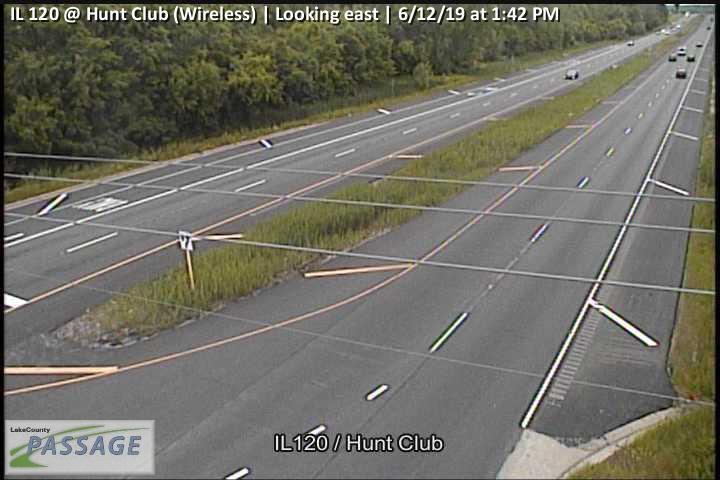 IL 120 @ Hunt Club (Wireless) | Looking east | 6/12/19 at 1:42 PM
IL120 / Hunt Club
LakeCounty
PASSAGE